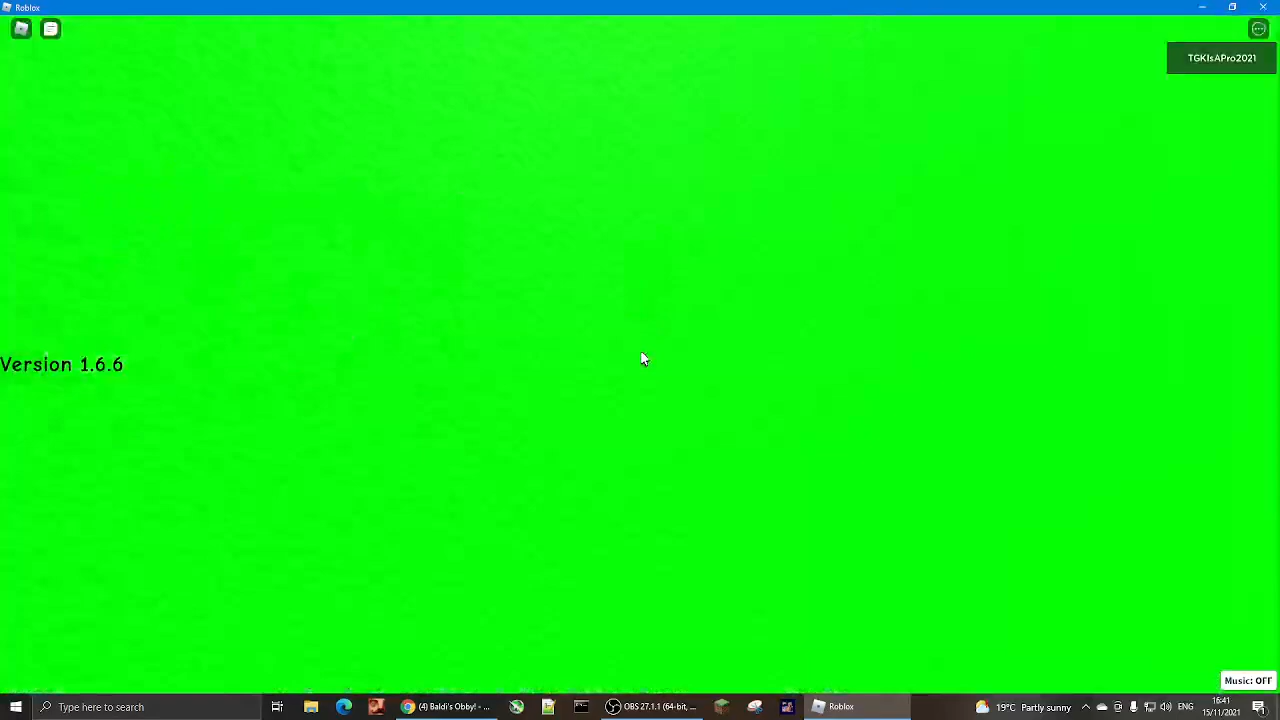 Roblox
TGKIsAPro2021
Version 1.6.6
Music: OFF
Type here to search
(4) Baldi's Obby! - ...
OBS 27.1.1 (64-bit, ...
Roblox
19°C Partly sunny
ENG
16:41
15/11/2021